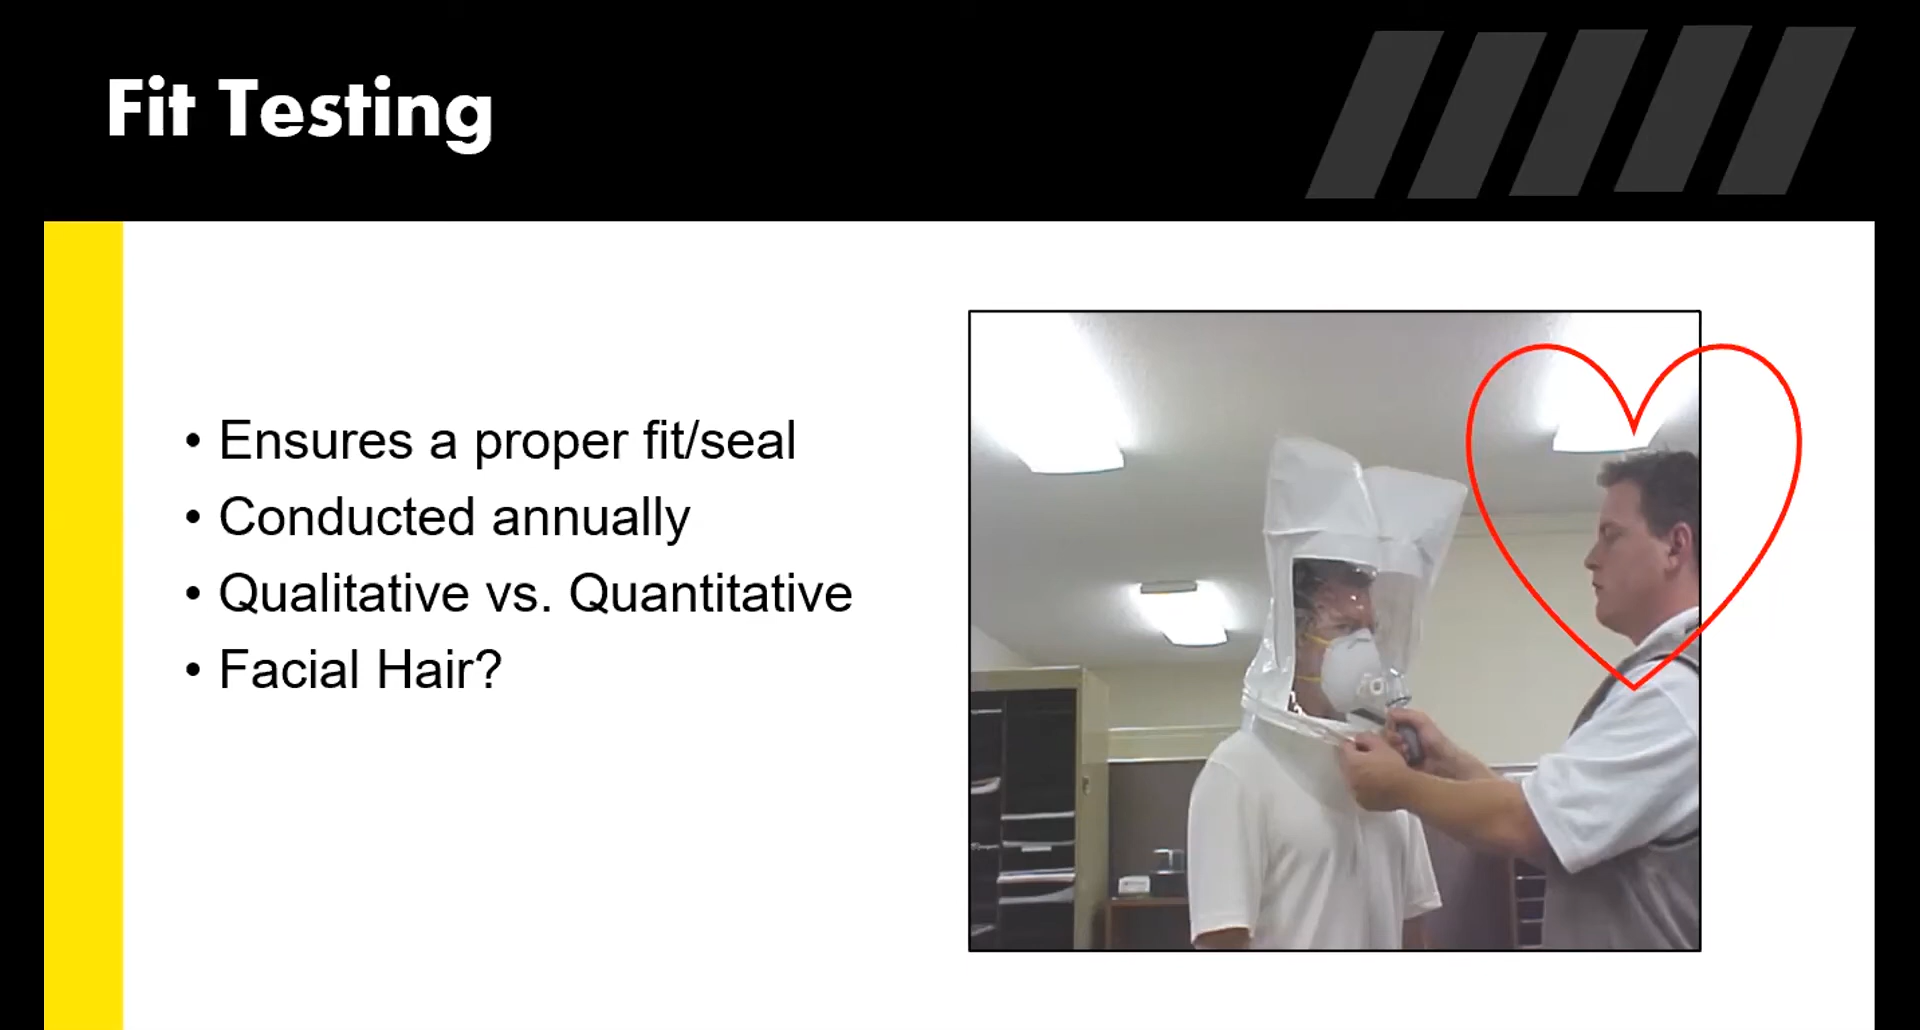 Fit Testing
• Ensures a proper fit/seal
• Conducted annually
• Qualitative vs. Quantitative
• Facial Hair?